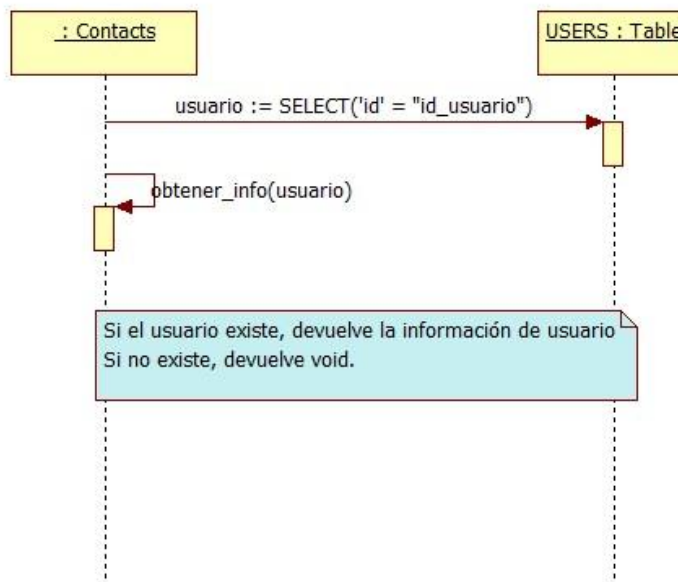 : Contacts
USERS : Table
usuario := SELECT('id' = "id_usuario")
obtener_info(usuario)
Si el usuario existe, devuelve la información de usuario
Si no existe, devuelve void.